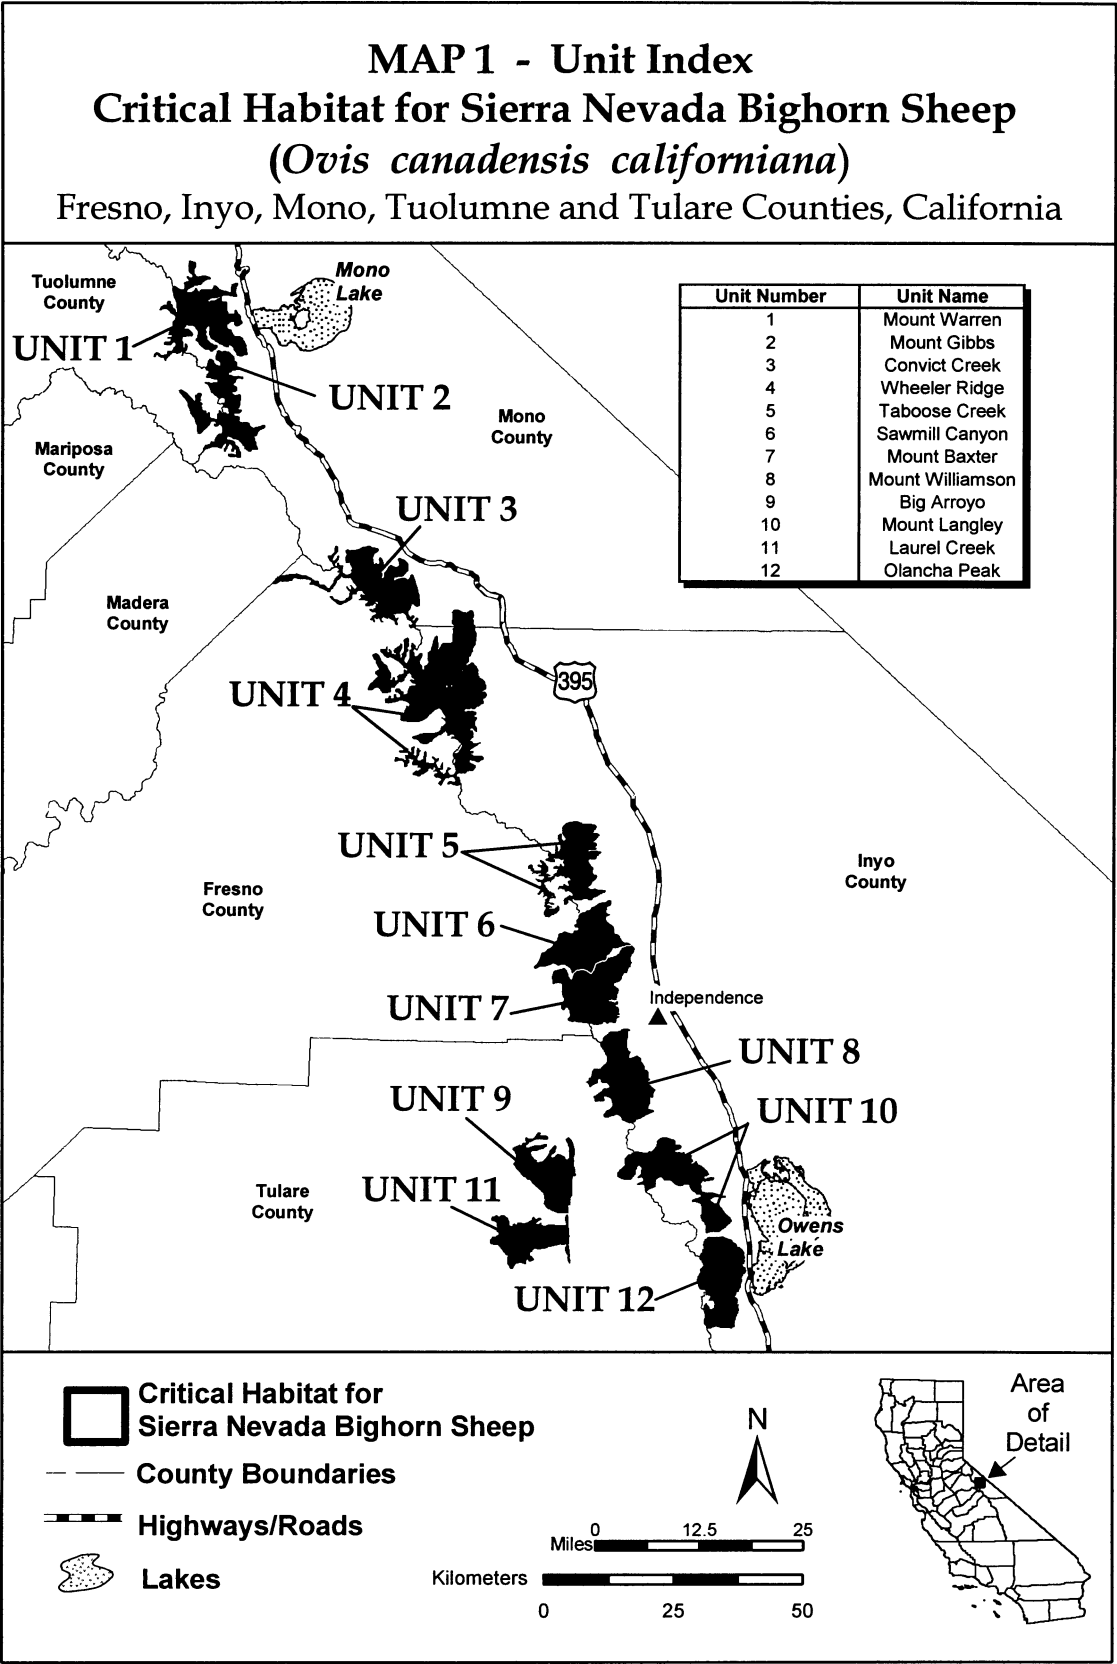 MAP 1 - Unit Index
Critical Habitat for Sierra Nevada Bighorn Sheep
(Ovis canadensis californiana)
Fresno, Inyo, Mono, Tuolumne and Tulare Counties, California
Tuolumne
County
Mono
Lake
UNIT 1
UNIT 2
Mono
County
Mariposa
County
Unit Number Unit Name
1 Mount Warren
2 Mount Gibbs
3 Convict Creek
4 Wheeler Ridge
5 Taboose Creek
6 Sawmill Canyon
7 Mount Baxter
8 Mount Williamson
9 Big Arroyo
10 Mount Langley
11 Laurel Creek
12 Olancha Peak
UNIT 3
Madera
County
UNIT 4
395
UNIT 5
Inyo
County
Fresno
County
UNIT 6
UNIT 7
Independence
UNIT 8
UNIT 9
UNIT 10
UNIT 11
Tulare
County
Owens
Lake
UNIT 12
Critical Habitat for
Sierra Nevada Bighorn Sheep
County Boundaries
Highways/Roads
Lakes
N
0 12.5 25
Miles
Kilometers
0 25 50
Area
of
Detail